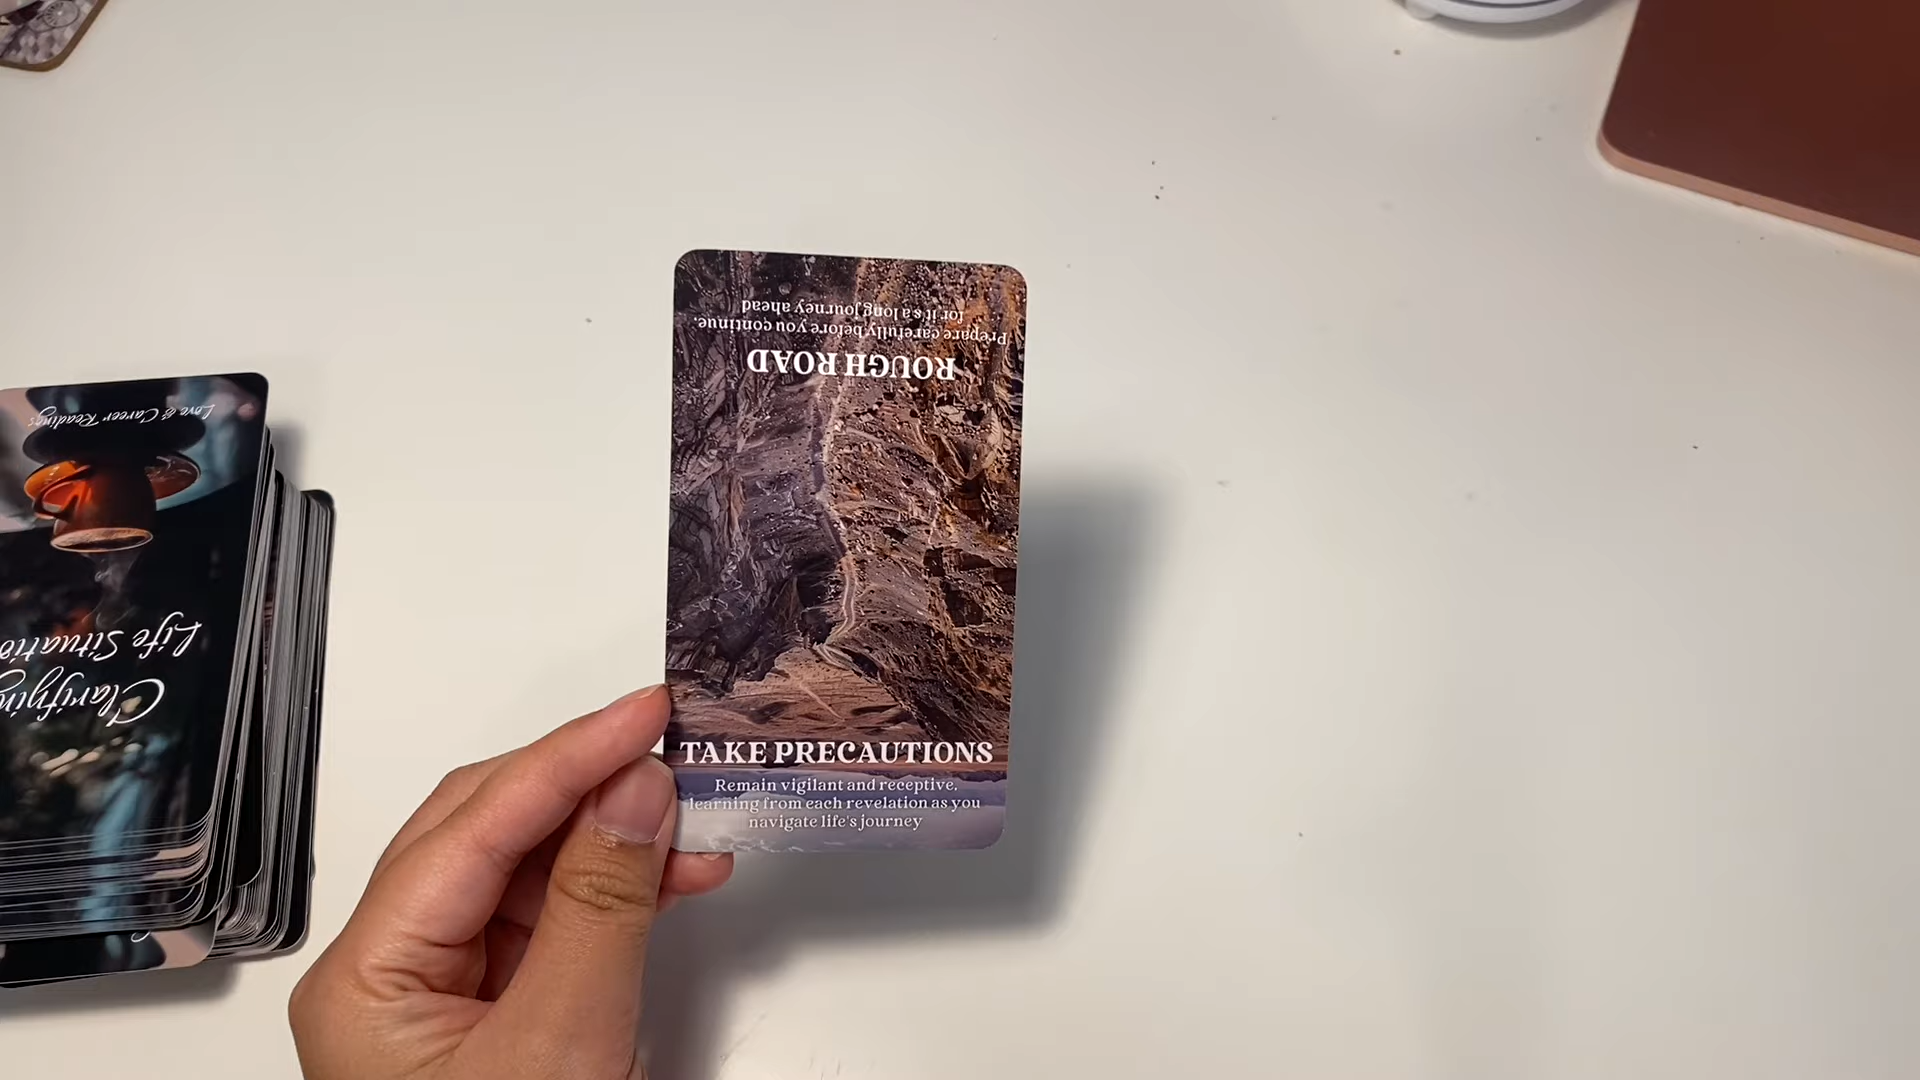 ROUGH ROAD
Prepare carefully before you continue,
for it's a long journey ahead
TAKE PRECAUTIONS
Remain vigilant and receptive,
learning from each revelation as you
navigate life's journey
Clarifying
Life Situatio
Love & Career Readings